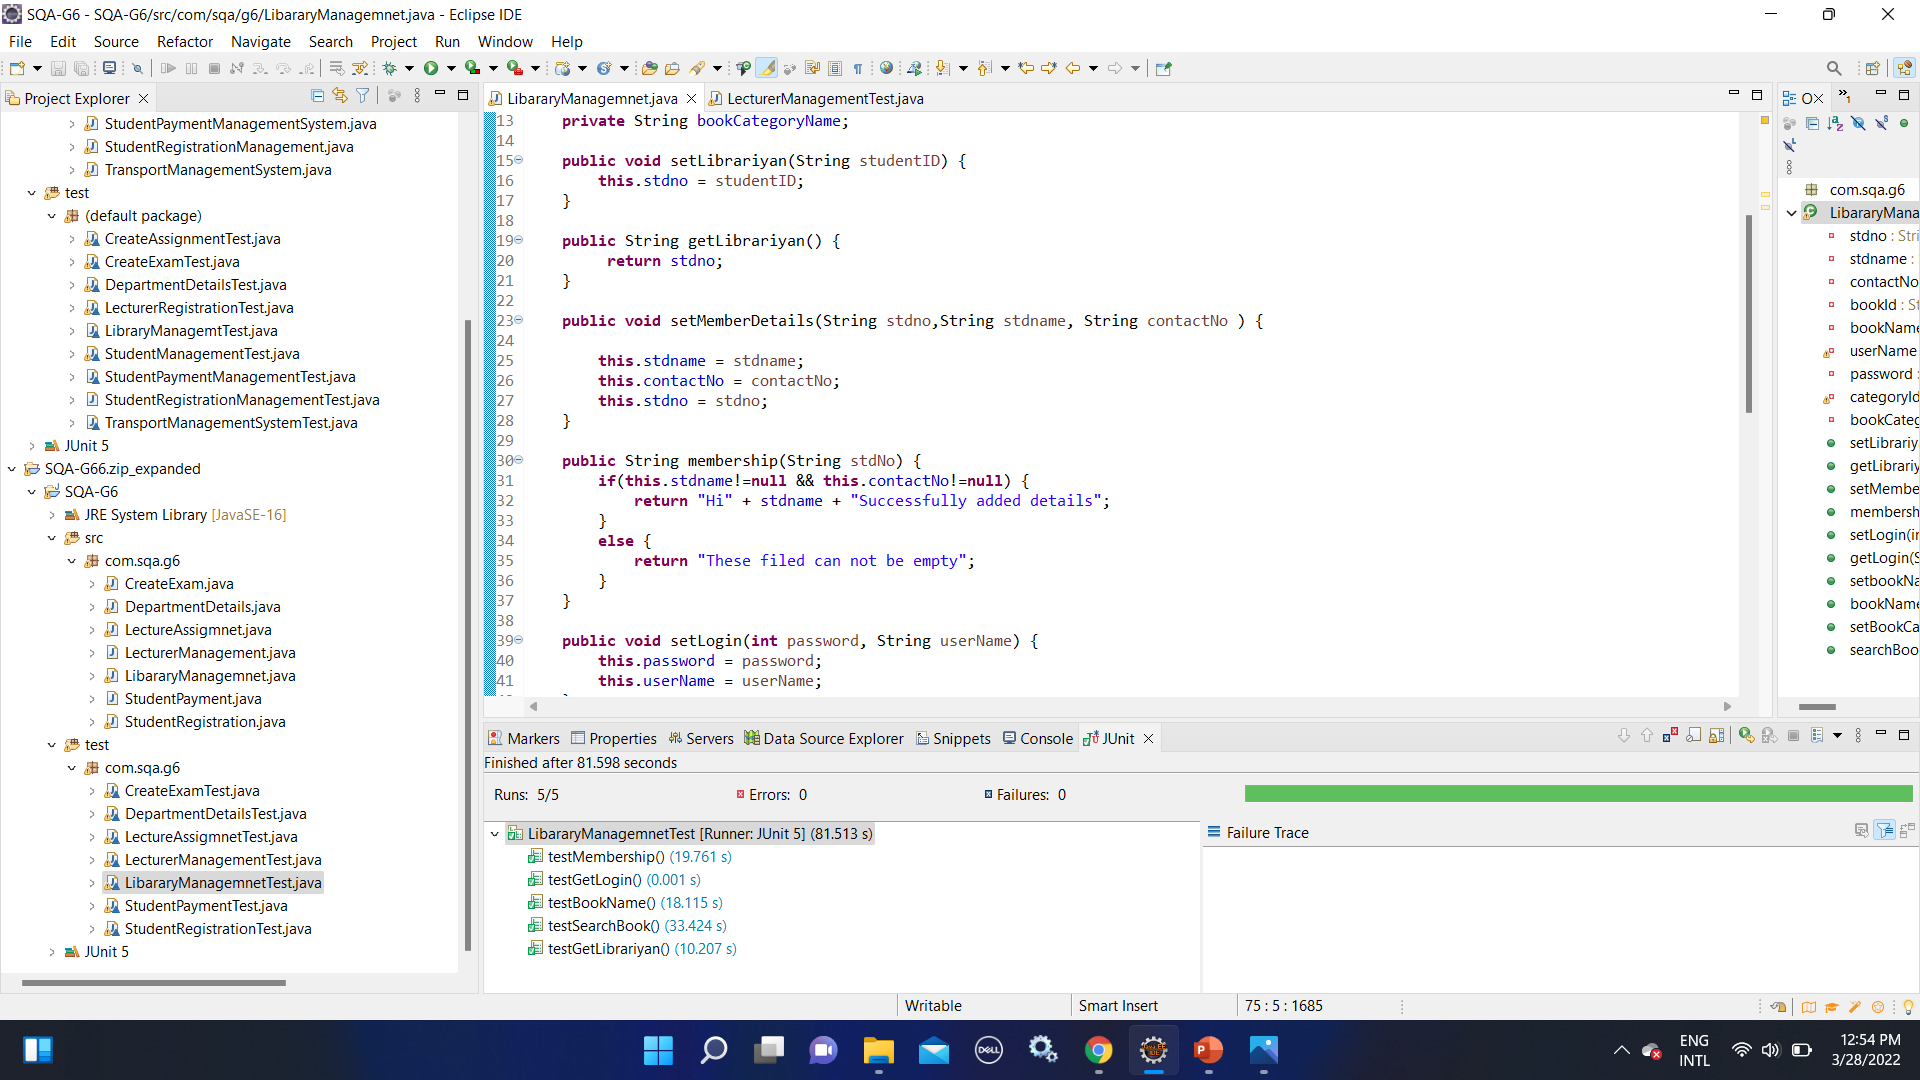 SQA-G6 - SQA-G6/src/com/sqa/g6/LibararyManagemnet.java - Eclipse IDE
File Edit Source Refactor Navigate Search Project Run Window Help
Project Explorer
StudentPaymentManagementSystem.java
StudentRegistrationManagement.java
TransportManagementSystem.java
test
(default package)
CreateAssignmentTest.java
CreateExamTest.java
DepartmentDetailsTest.java
LecturerRegistrationTest.java
LibraryManagemtTest.java
StudentManagementTest.java
StudentPaymentManagementTest.java
StudentRegistrationManagementTest.java
TransportManagementSystemTest.java
JUnit 5
SQA-G66.zip_expanded
SQA-G6
JRE System Library [JavaSE-16]
src
com.sqa.g6
CreateExam.java
DepartmentDetails.java
LectureAssigmnet.java
LecturerManagement.java
LibararyManagemnet.java
StudentPayment.java
StudentRegistration.java
test
com.sqa.g6
CreateExamTest.java
DepartmentDetailsTest.java
LectureAssigmnetTest.java
LecturerManagementTest.java
LibararyManagemnetTest.java
StudentPaymentTest.java
StudentRegistrationTest.java
JUnit 5
LibararyManagemnet.java LecturerManagementTest.java
13 private String bookCategoryName;
14
15 public void setLibrariyan(String studentID) {
16 this.stdno = studentID;
17 }
18
19 public String getLibrariyan() {
20 return stdno;
21 }
22
23 public void setMemberDetails(String stdno,String stdname, String contactNo ) {
24
25 this.stdname = stdname;
26 this.contactNo = contactNo;
27 this.stdno = stdno;
28 }
29
30 public String membership(String stdNo) {
31 if(this.stdname!=null && this.contactNo!=null) {
32 return "Hi" + stdname + "Successfully added details";
33 }
34 else {
35 return "These filed can not be empty";
36 }
37 }
38
39 public void setLogin(int password, String userName) {
40 this.password = password;
41 this.userName = userName;
O
1
com.sqa.g6
LibararyMana
stdno : Stri
stdname :
contactNo
bookId : St
bookName
userName
password :
categoryId
bookCateg
setLibrariy
getLibrariy
setMembe
membersh
setLogin(ir
getLogin(S
setbookNa
bookName
setBookCa
searchBoo
Markers Properties Servers Data Source Explorer Snippets Console JUnit
Finished after 81.598 seconds
Runs: 5/5 Errors: 0 Failures: 0
LibararyManagemnetTest [Runner: JUnit 5] (81.513 s)
testMembership() (19.761 s)
testGetLogin() (0.001 s)
testBookName() (18.115 s)
testSearchBook() (33.424 s)
testGetLibrariyan() (10.207 s)
Failure Trace
Writable Smart Insert 75 : 5 : 1685
DELL
ENG
INTL
12:54 PM
3/28/2022